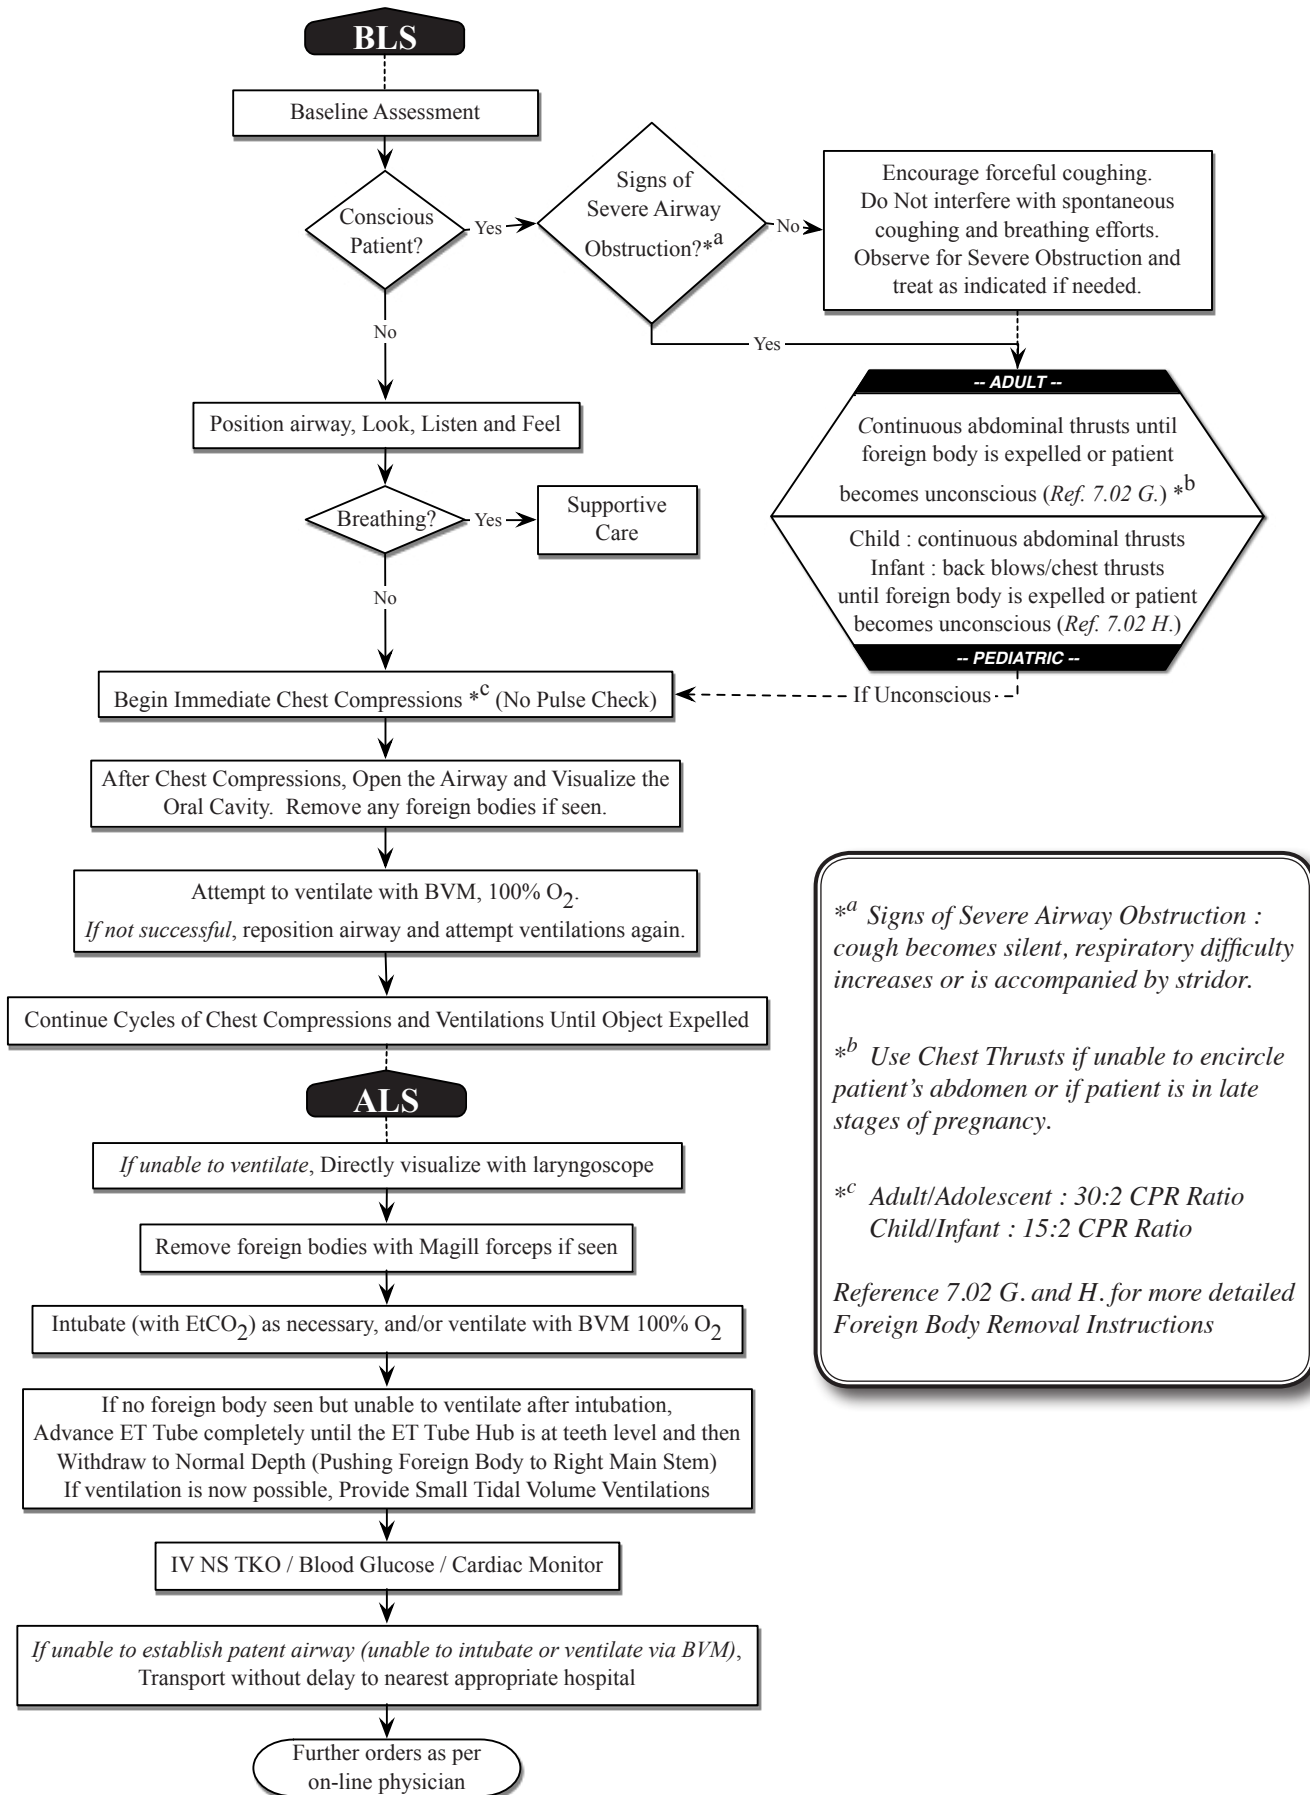 BLS
Baseline Assessment
Conscious
Patient?
Yes
Signs of
Severe Airway
Obstruction?*a
No
Encourage forceful coughing.
Do Not interfere with spontaneous
coughing and breathing efforts.
Observe for Severe Obstruction and
treat as indicated if needed.
No
Yes
-- ADULT --
Continuous abdominal thrusts until
foreign body is expelled or patient
becomes unconscious (Ref. 7.02 G.) *b
Child : continuous abdominal thrusts
Infant : back blows/chest thrusts
until foreign body is expelled or patient
becomes unconscious (Ref. 7.02 H.)
-- PEDIATRIC --
If Unconscious
Position airway, Look, Listen and Feel
Breathing?
Yes
Supportive
Care
No
Begin Immediate Chest Compressions *c (No Pulse Check)
After Chest Compressions, Open the Airway and Visualize the
Oral Cavity.  Remove any foreign bodies if seen.
Attempt to ventilate with BVM, 100% O2.
If not successful, reposition airway and attempt ventilations again.
Continue Cycles of Chest Compressions and Ventilations Until Object Expelled
ALS
If unable to ventilate, Directly visualize with laryngoscope
Remove foreign bodies with Magill forceps if seen
Intubate (with EtCO2) as necessary, and/or ventilate with BVM 100% O2
If no foreign body seen but unable to ventilate after intubation,
Advance ET Tube completely until the ET Tube Hub is at teeth level and then
Withdraw to Normal Depth (Pushing Foreign Body to Right Main Stem)
If ventilation is now possible, Provide Small Tidal Volume Ventilations
IV NS TKO / Blood Glucose / Cardiac Monitor
If unable to establish patent airway (unable to intubate or ventilate via BVM),
Transport without delay to nearest appropriate hospital
Further orders as per
on-line physician
*a Signs of Severe Airway Obstruction :
cough becomes silent, respiratory difficulty
increases or is accompanied by stridor.
*b Use Chest Thrusts if unable to encircle
patient's abdomen or if patient is in late
stages of pregnancy.
*c Adult/Adolescent : 30:2 CPR Ratio
Child/Infant : 15:2 CPR Ratio
Reference 7.02 G. and H. for more detailed
Foreign Body Removal Instructions